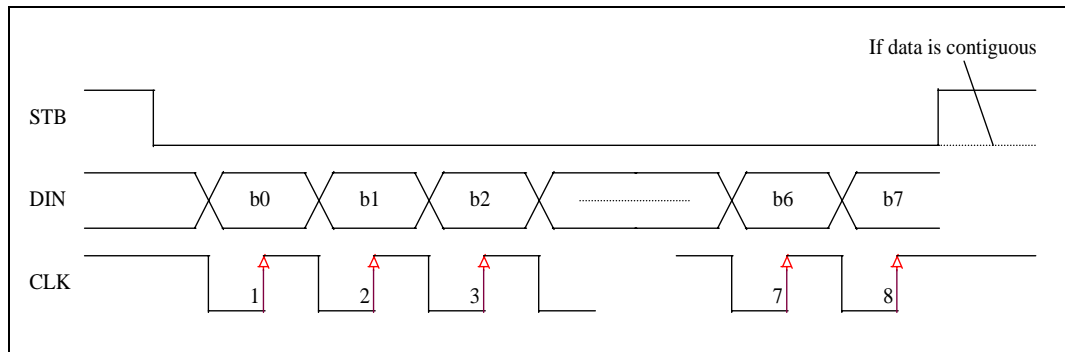 If data is contiguous
STB
DIN b0 b1 b2 b6 b7
CLK 1 2 3 7 8